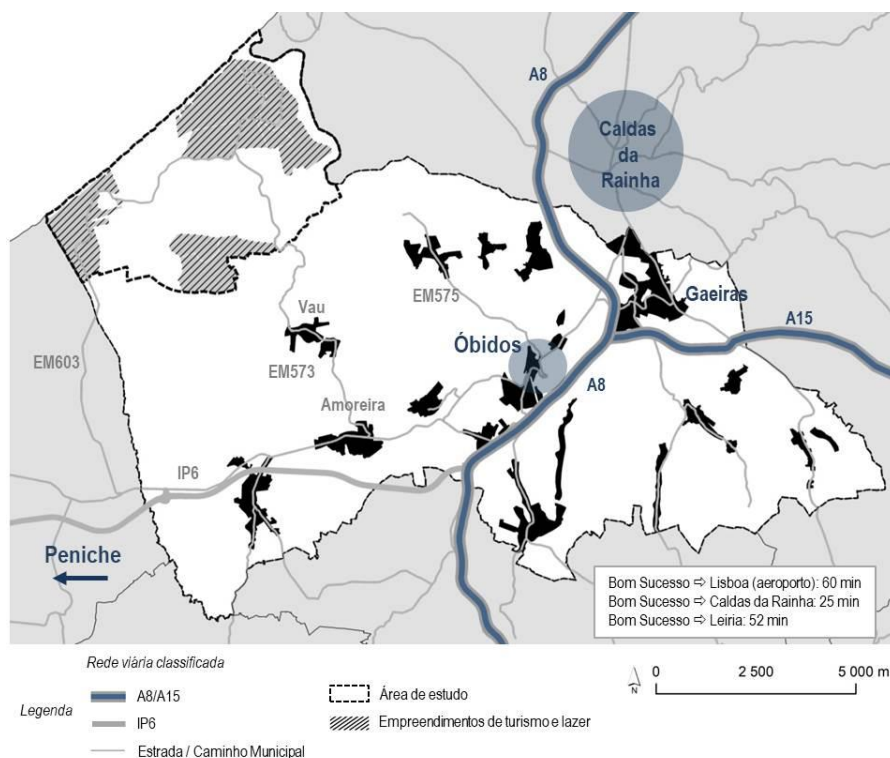 A8
Caldas
da
Rainha
EM575
Gaeiras
Vau
A15
Óbidos
EM603
EM573
A8
Amoreira
IP6
Peniche
Bom Sucesso ⇨ Lisboa (aeroporto): 60 min
Bom Sucesso ⇨ Caldas da Rainha: 25 min
Bom Sucesso ⇨ Leiria: 52 min
Rede viária classificada
Legenda
A8/A15
IP6
Estrada / Caminho Municipal
Área de estudo
Empreendimentos de turismo e lazer
N
0 2 500 5 000 m